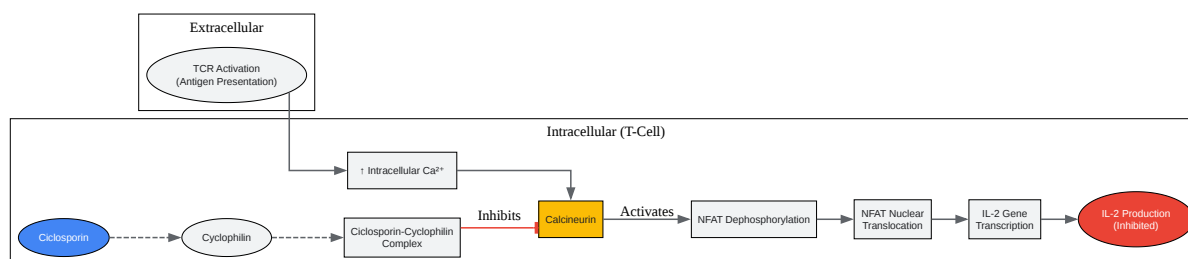 Extracellular
TCR Activation
(Antigen Presentation)
Intracellular (T-Cell)
↑ Intracellular Ca²⁺
Ciclosporin
Cyclophilin
Ciclosporin-Cyclophilin
Complex
Inhibits
Calcineurin
Activates
NFAT Dephosphorylation
NFAT Nuclear
Translocation
IL-2 Gene
Transcription
IL-2 Production
(Inhibited)